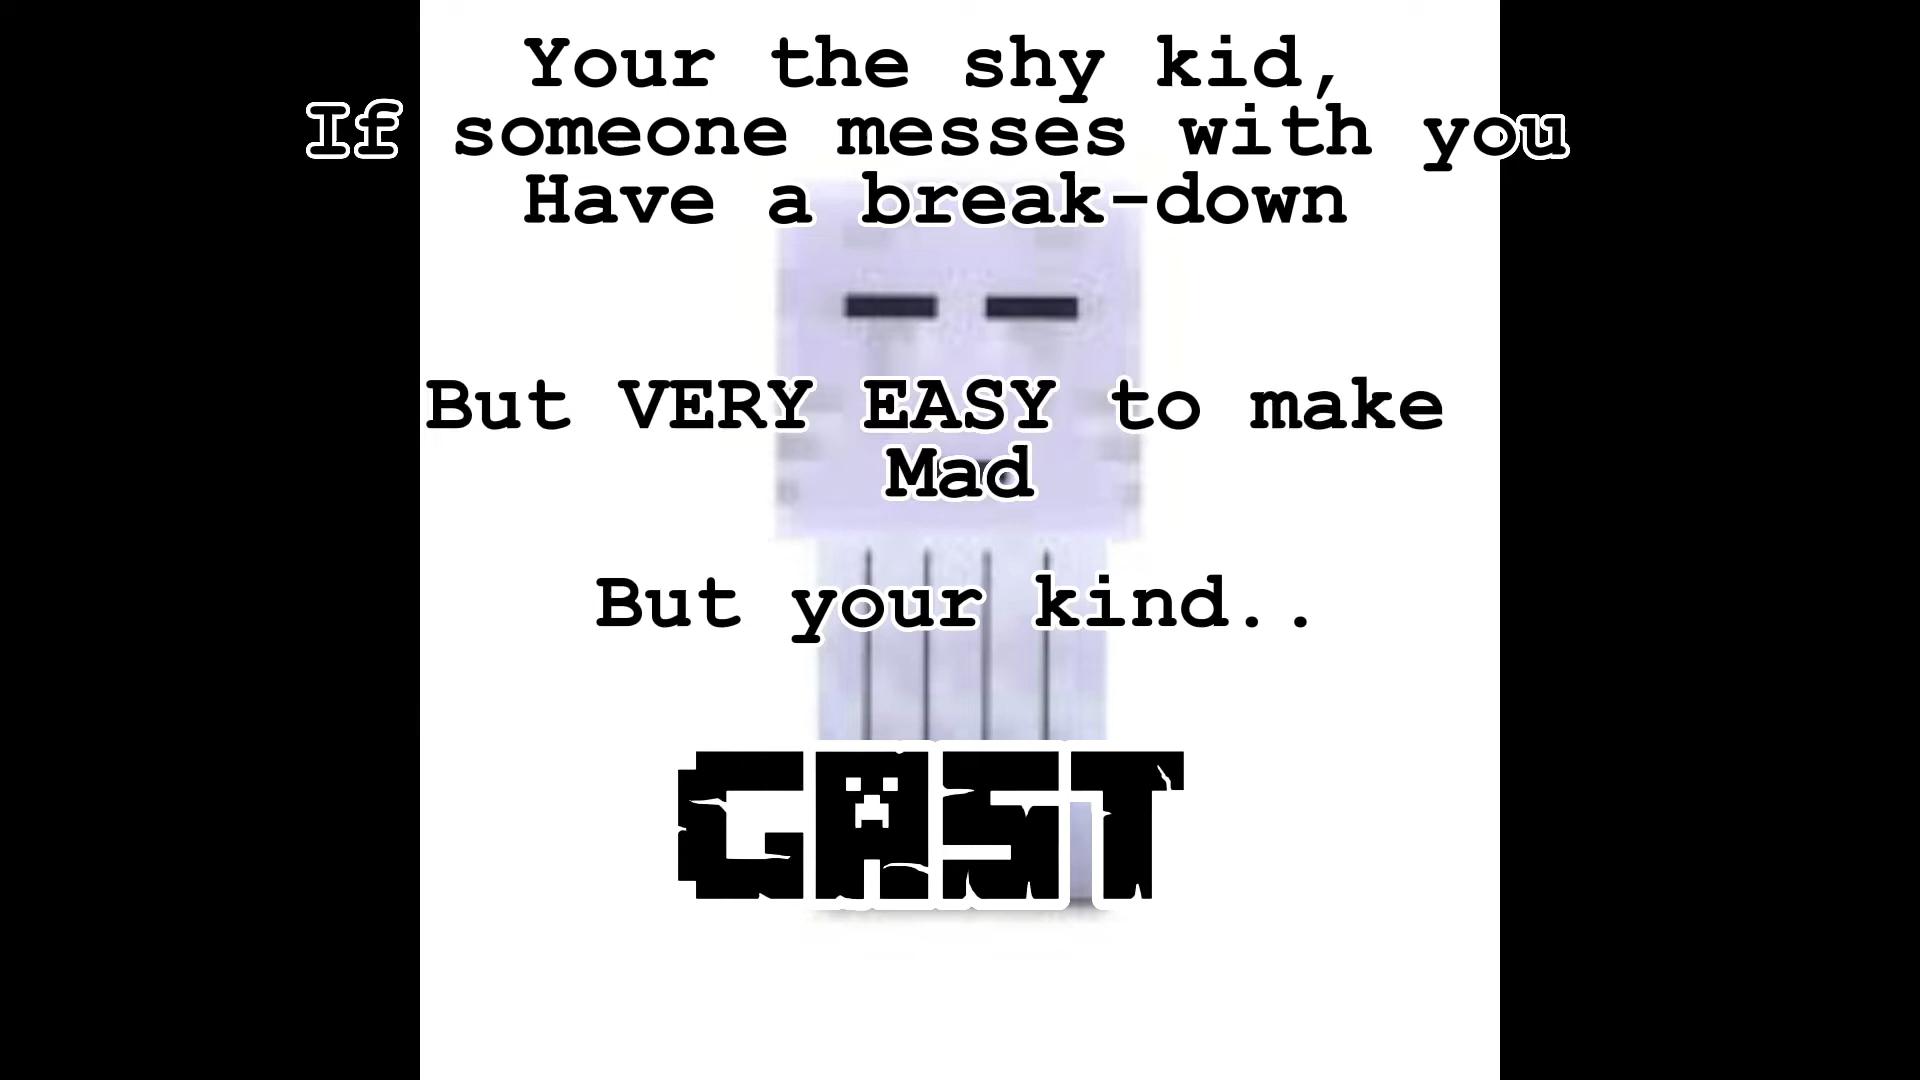 Your the shy kid,
If someone messes with you
Have a break-down
But VERY EASY to make
Mad
But your kind..
GAST